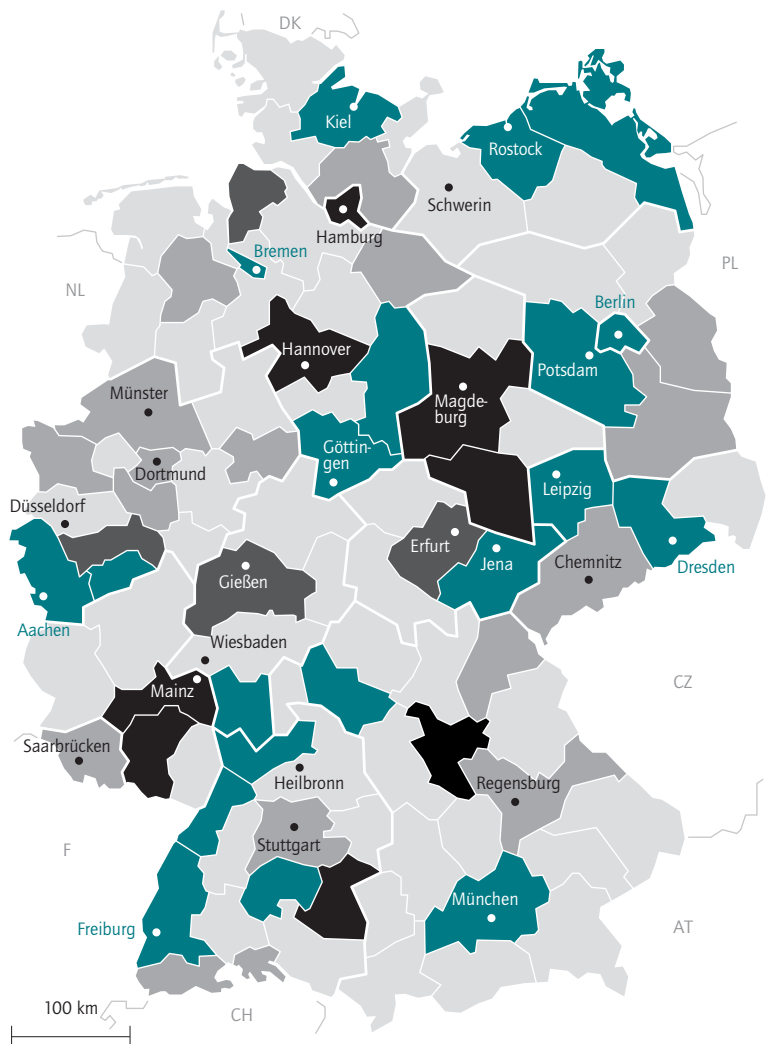 DK
Kiel
Rostock
Schwerin
Hamburg
Bremen
PL
NL
Berlin
Hannover
Potsdam
Münster
Magde-
burg
Göttin-
gen
Dortmund
Leipzig
Düsseldorf
Erfurt
Jena
Chemnitz
Dresden
Gießen
Aachen
Wiesbaden
CZ
Mainz
Saarbrücken
Heilbronn
Regensburg
Stuttgart
F
München
Freiburg
AT
100 km
CH